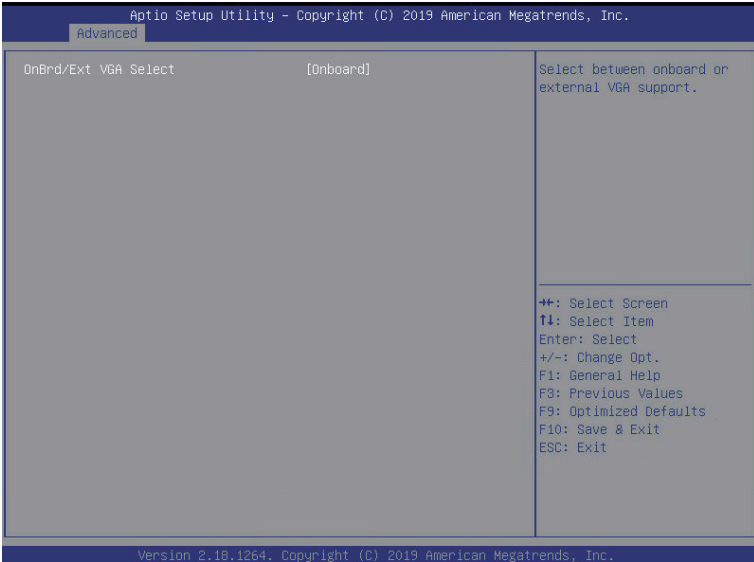 Aptio Setup Utility – Copyright (C) 2019 American Megatrends, Inc.
Advanced
OnBrd/Ext VGA Select [Onboard]
Select between onboard or
external VGA support.
→←: Select Screen
↑↓: Select Item
Enter: Select
+/-: Change Opt.
F1: General Help
F3: Previous Values
F9: Optimized Defaults
F10: Save & Exit
ESC: Exit
Version 2.18.1264. Copyright (C) 2019 American Megatrends, Inc.